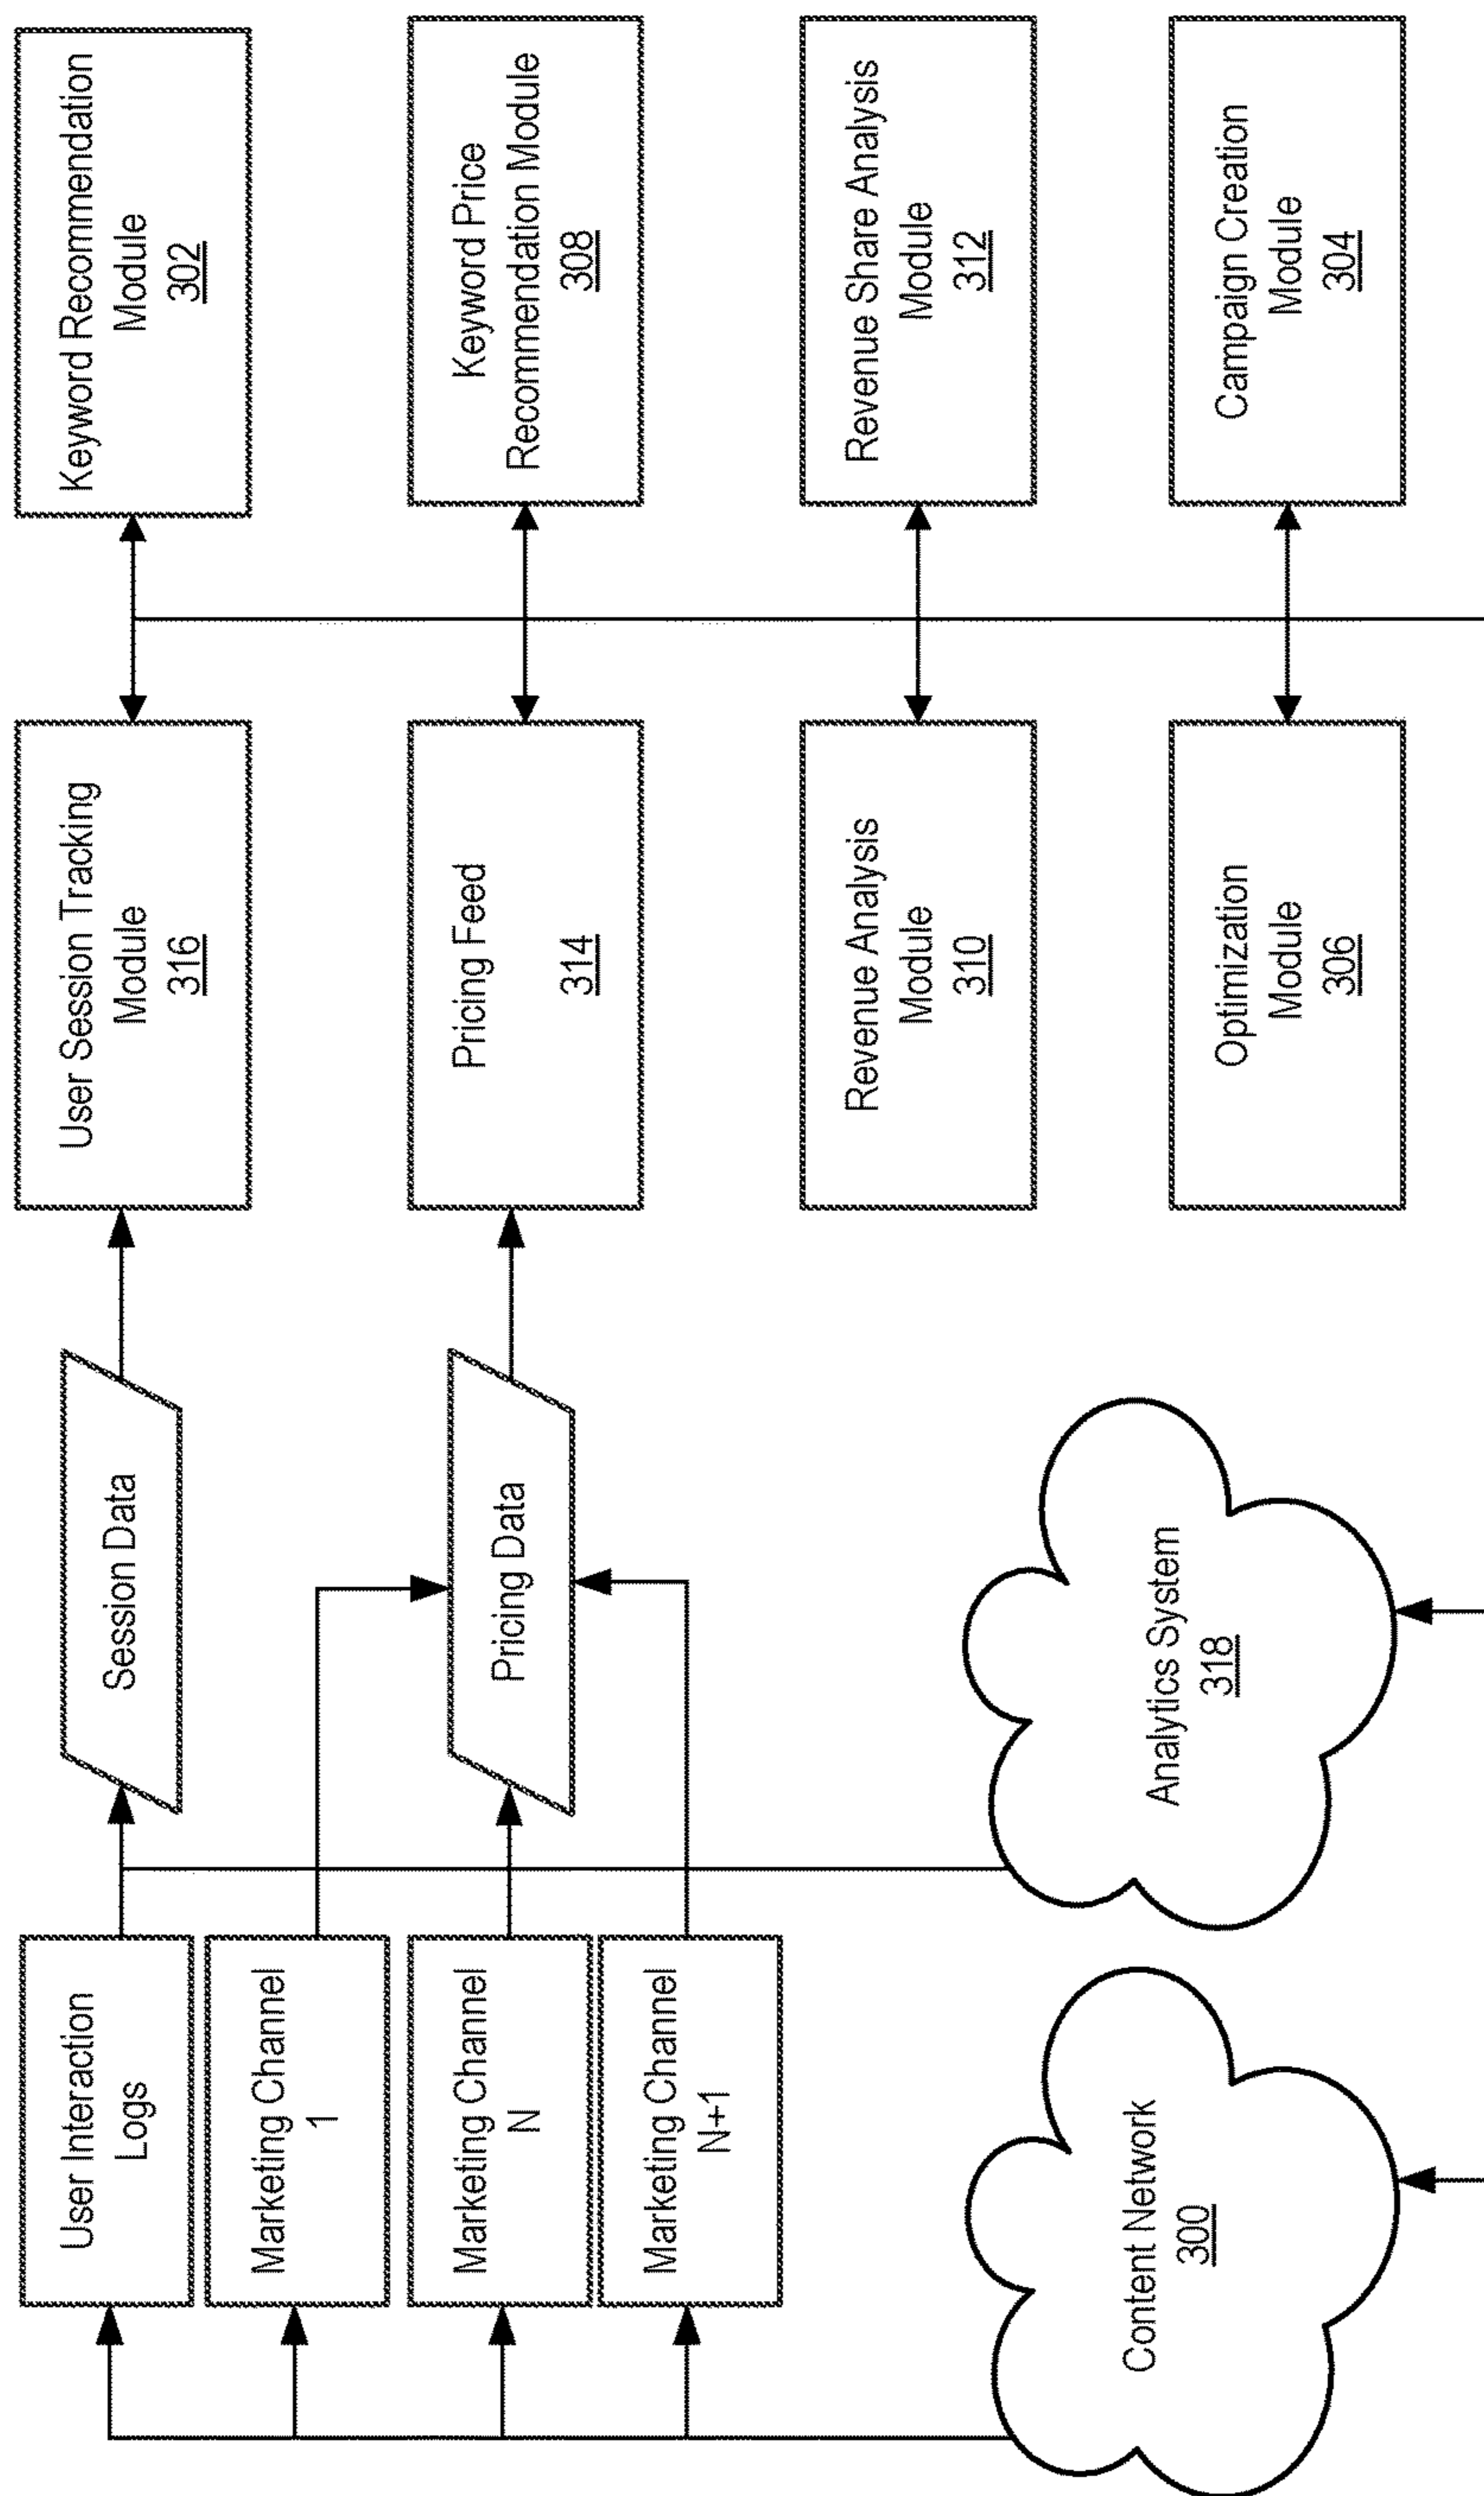 User Interaction
Logs
Marketing Channel
1
Marketing Channel
N
Marketing Channel
N+1
Session Data
Pricing Data
User Session Tracking
Module
316
Keyword Recommendation
Module
302
Pricing Feed
314
Keyword Price
Recommendation Module
308
Revenue Analysis
Module
310
Revenue Share Analysis
Module
312
Optimization
Module
306
Campaign Creation
Module
304
Content Network
300
Analytics System
318